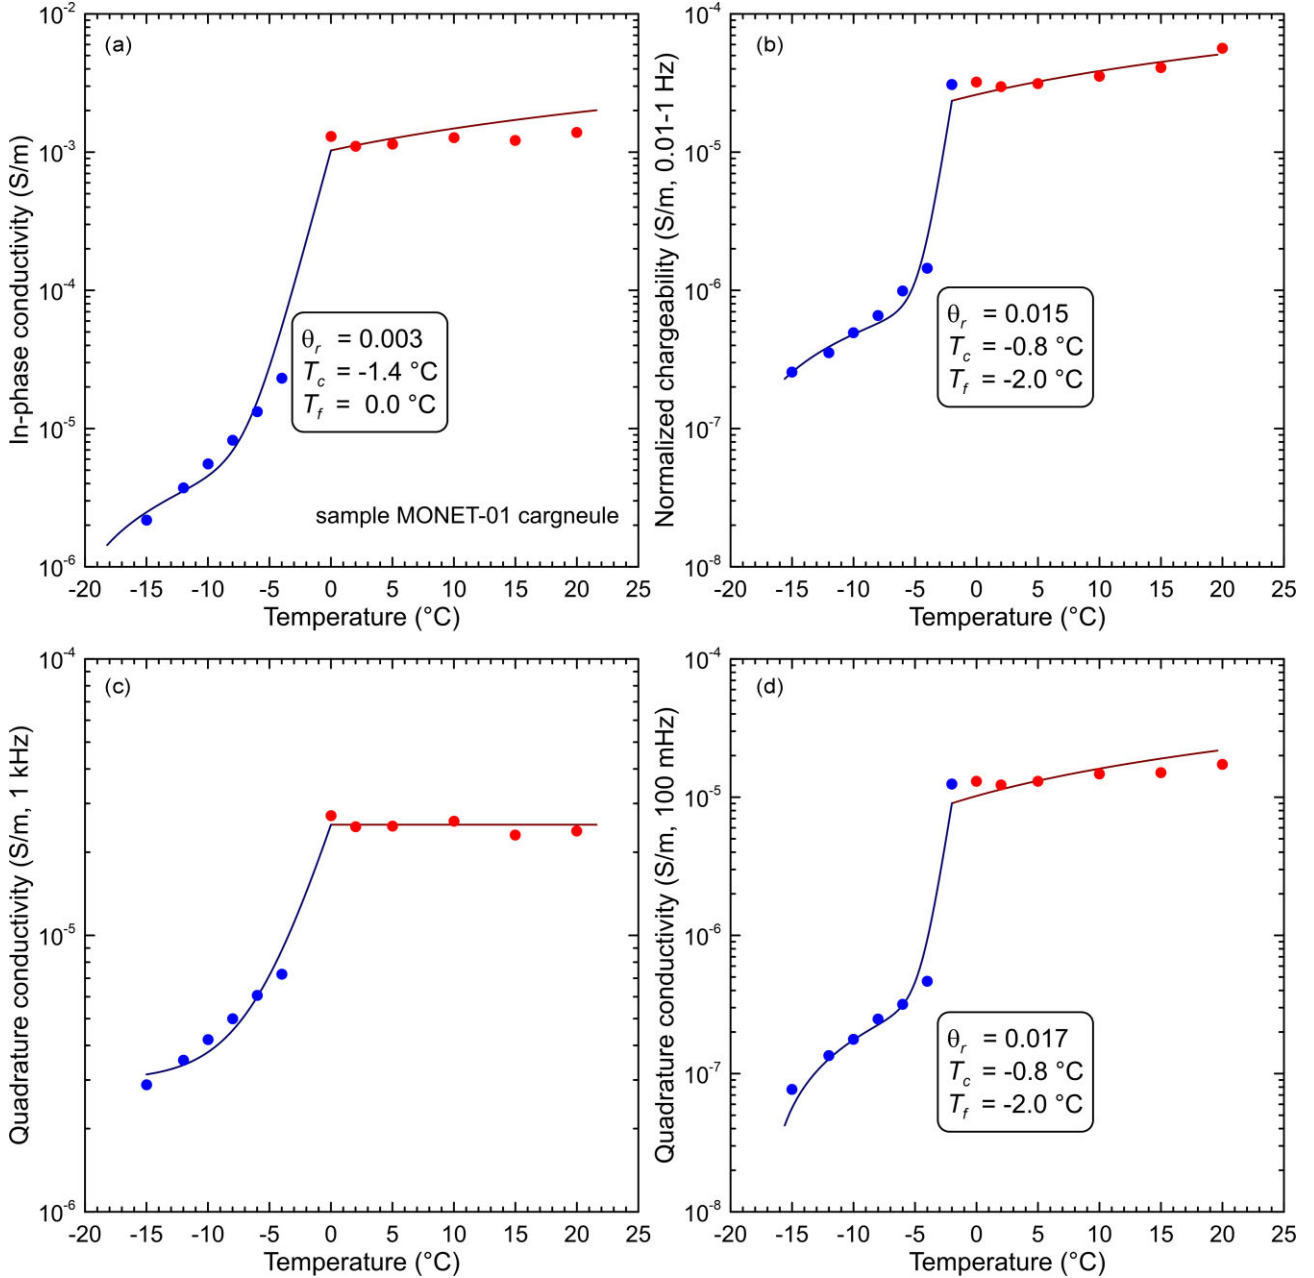 (a)
In-phase conductivity (S/m)
10⁻²
10⁻³
10⁻⁴
10⁻⁵
10⁻⁶
θr = 0.003
Tc = -1.4 °C
Tf = 0.0 °C
sample MONET-01 cargneule
-20 -15 -10 -5 0 5 10 15 20 25
Temperature (°C)
(b)
Normalized chargeability (S/m, 0.01-1 Hz)
10⁻⁴
10⁻⁵
10⁻⁶
10⁻⁷
10⁻⁸
θr = 0.015
Tc = -0.8 °C
Tf = -2.0 °C
-20 -15 -10 -5 0 5 10 15 20 25
Temperature (°C)
(c)
Quadrature conductivity (S/m, 1 kHz)
10⁻⁴
10⁻⁵
10⁻⁶
-20 -15 -10 -5 0 5 10 15 20 25
Temperature (°C)
(d)
Quadrature conductivity (S/m, 100 mHz)
10⁻⁴
10⁻⁵
10⁻⁶
10⁻⁷
10⁻⁸
θr = 0.017
Tc = -0.8 °C
Tf = -2.0 °C
-20 -15 -10 -5 0 5 10 15 20 25
Temperature (°C)